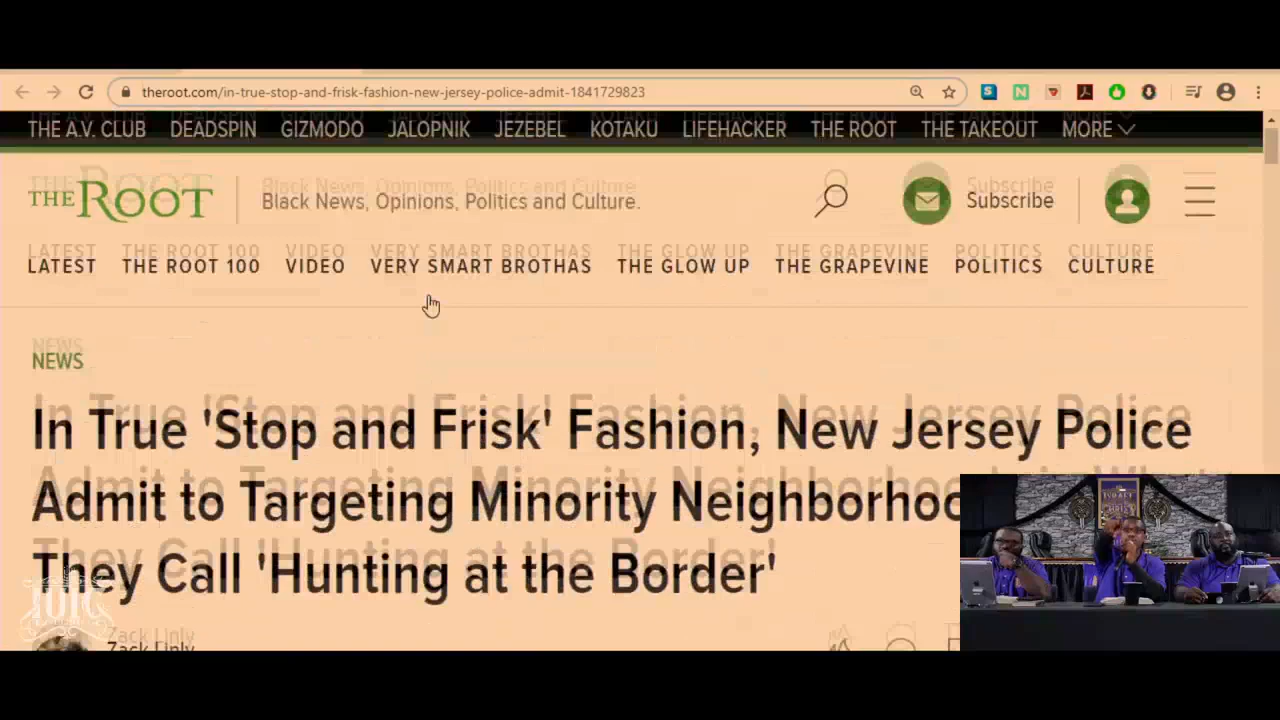 theroot.com/in-true-stop-and-frisk-fashion-new-jersey-police-admit-1841729823
THE A.V. CLUB DEADSPIN GIZMODO JALOPNIK JEZEBEL KOTAKU LIFEHACKER THE ROOT THE TAKEOUT MORE
THE ROOT Black News, Opinions, Politics and Culture. Subscribe
LATEST THE ROOT 100 VIDEO VERY SMART BROTHAS THE GLOW UP THE GRAPEVINE POLITICS CULTURE
NEWS
In True 'Stop and Frisk' Fashion, New Jersey Police
Admit to Targeting Minority Neighborhoo
They Call 'Hunting at the Border'
IUIC
Zack Linly